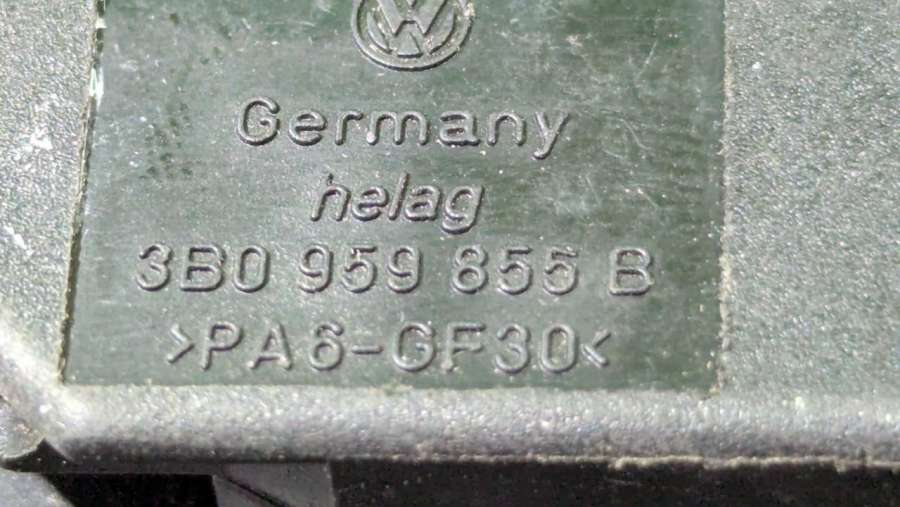 Germany
helag
3B0 959 855 B
>PA6-GF30<